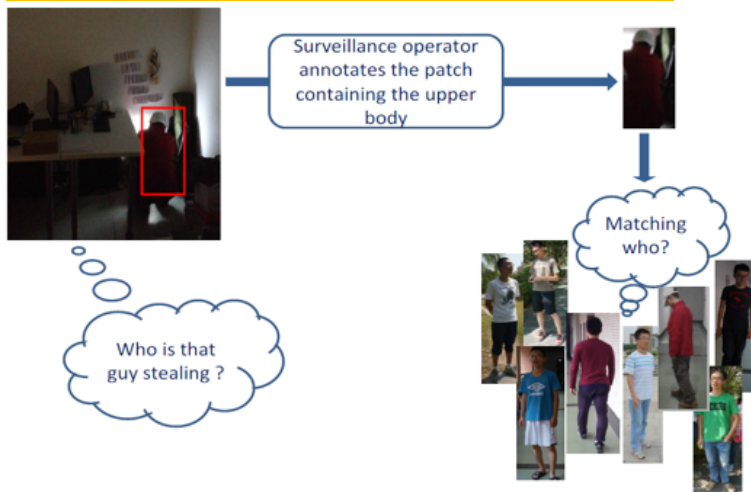 Surveillance operator
annotates the patch
containing the upper
body
Matching
who?
Who is that
guy stealing ?